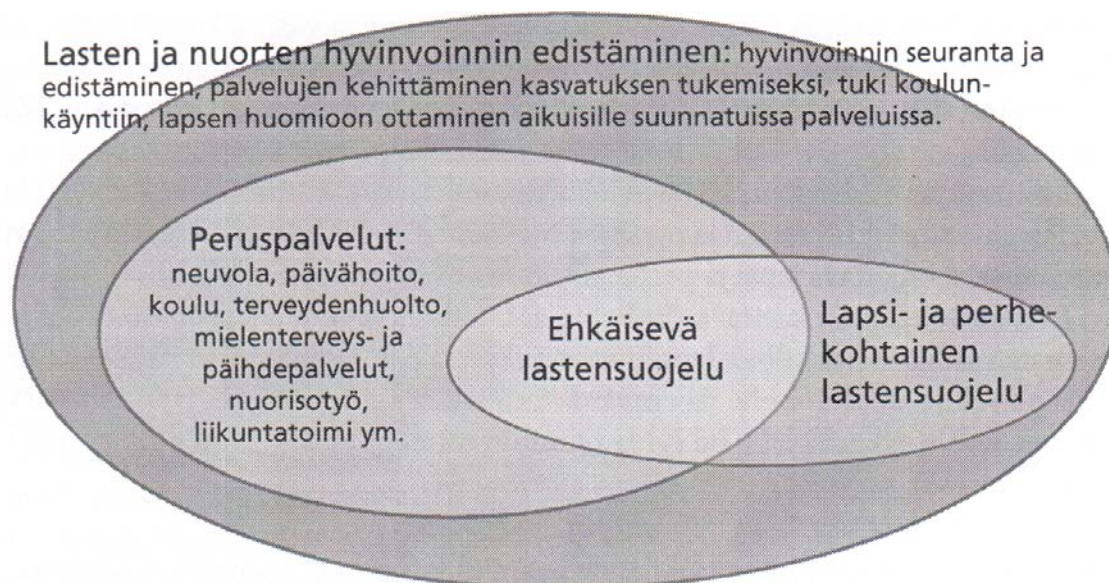 Lasten ja nuorten hyvinvoinnin edistäminen: hyvinvoinnin seuranta ja
edistäminen, palvelujen kehittäminen kasvatuksen tukemiseksi, tuki koulun-
käyntiin, lapsen huomioon ottaminen aikuisille suunnatuissa palveluissa.
Peruspalvelut:
neuvola, päivähoito,
koulu, terveydenhuolto,
mielenterveys- ja
päihdepalvelut,
nuorisotyö,
liikuntatoimi ym.
Ehkäisevä
lastensuojelu
Lapsi- ja perhe-
kohtainen
lastensuojelu